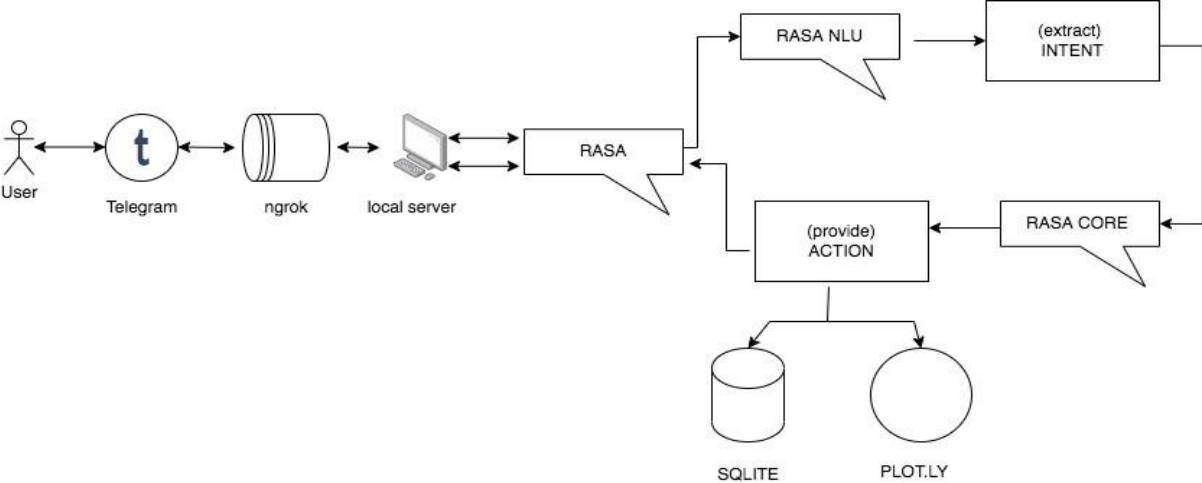 RASA NLU
(extract)
INTENT
t
RASA
User
Telegram
ngrok
local server
(provide)
ACTION
RASA CORE
SQLITE
PLOT.LY